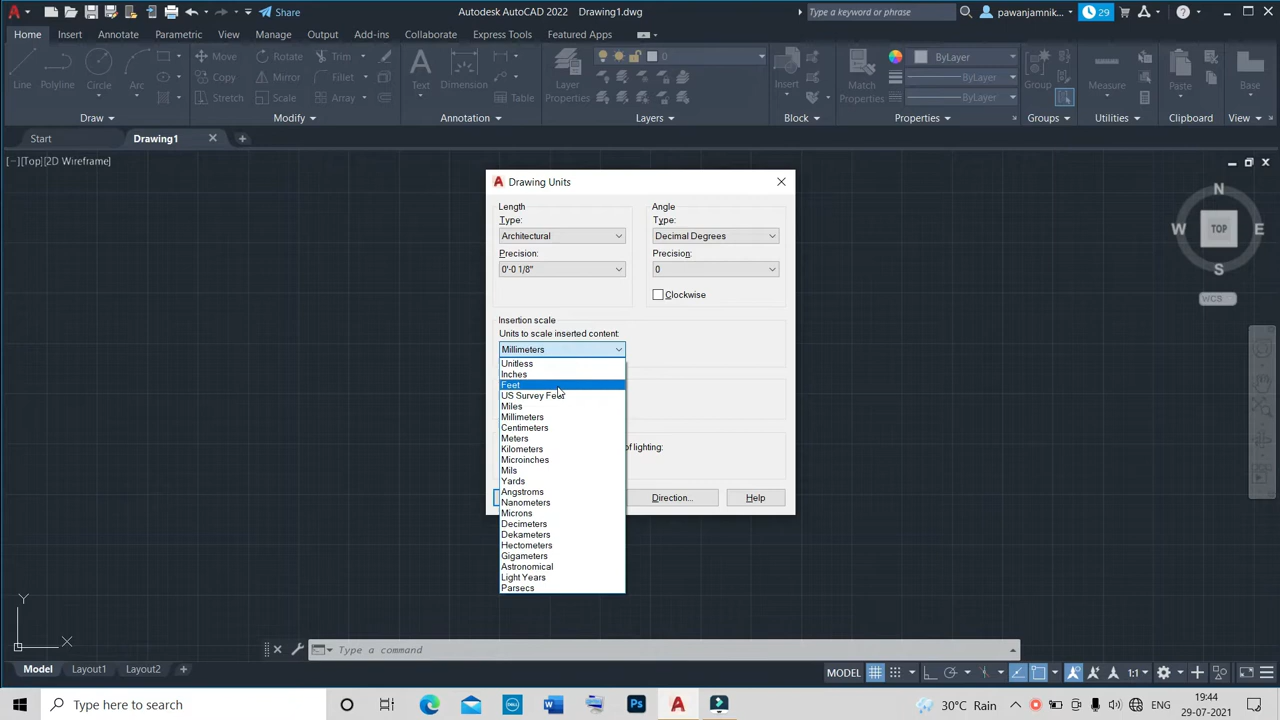 Share
Autodesk AutoCAD 2022 Drawing1.dwg
Type a keyword or phrase
pawanjamnik...
29
Home Insert Annotate Parametric View Manage Output Add-ins Collaborate Express Tools Featured Apps
Line Polyline Circle Arc
Move Rotate Trim
Copy Mirror Fillet
Stretch Scale Array
Text Dimension Table
Layer Properties
0
Insert
Match Properties
ByLayer
ByLayer
ByLayer
Group
Measure
Paste
Base
Draw Modify Annotation Layers Block Properties Groups Utilities Clipboard View
Start Drawing1
[−][Top][2D Wireframe]
N
W TOP E
S
WCS
Drawing Units
Length Angle
Type: Type:
Architectural Decimal Degrees
Precision: Precision:
0'-0 1/8" 0
Clockwise
Insertion scale
Units to scale inserted content:
Millimeters
Unitless
Inches
Feet
US Survey Feet
Miles
Millimeters
Centimeters
Meters
of lighting:
Kilometers
Microinches
Mils
Yards
Angstroms
Direction... Help
Nanometers
Microns
Decimeters
Dekameters
Hectometers
Gigameters
Astronomical
Light Years
Parsecs
Y
X
Type a command
Model Layout1 Layout2
MODEL 1:1
Type here to search
DELL
W
Ps
A
30°C Rain
ENG
19:44
29-07-2021